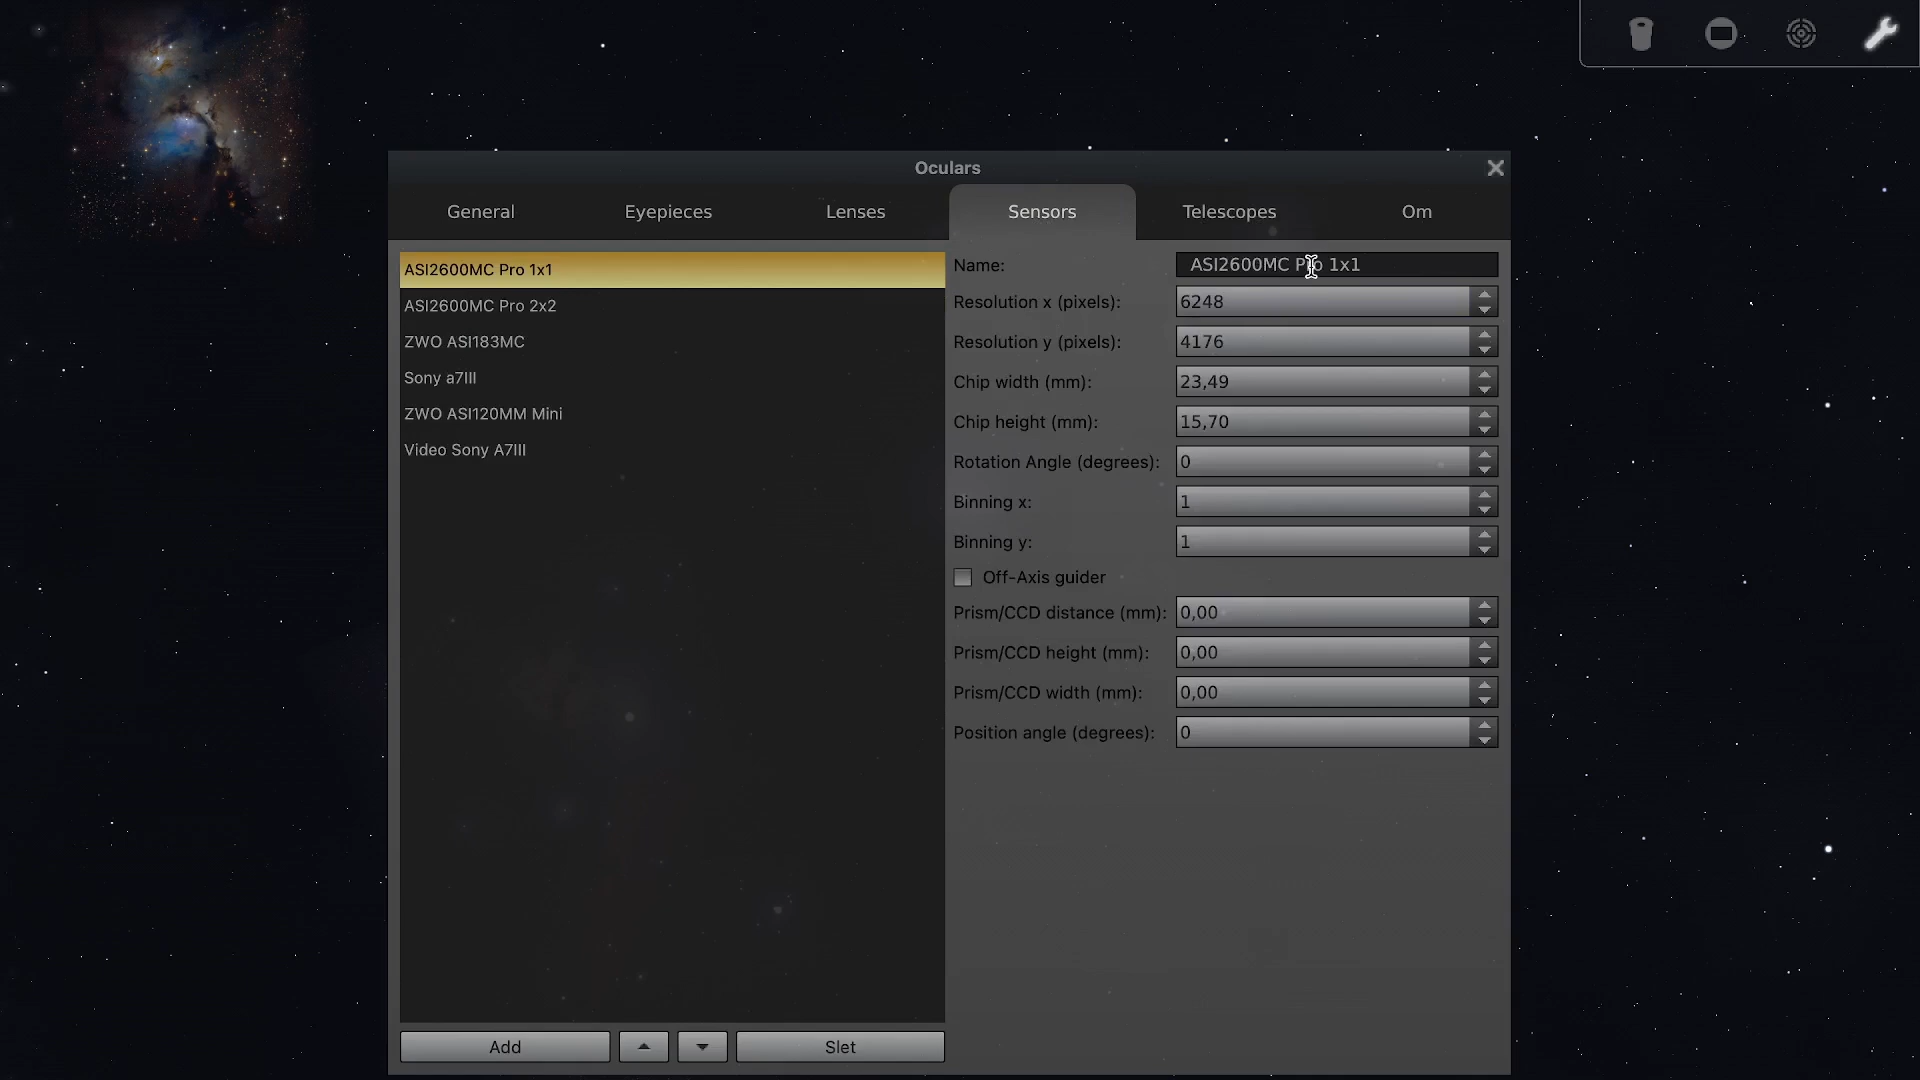 Oculars
General
Eyepieces
Lenses
Sensors
Telescopes
Om
ASI2600MC Pro 1x1
ASI2600MC Pro 2x2
ZWO ASI183MC
Sony a7III
ZWO ASI120MM Mini
Video Sony A7III
Name: ASI2600MC Pro 1x1
Resolution x (pixels): 6248
Resolution y (pixels): 4176
Chip width (mm): 23,49
Chip height (mm): 15,70
Rotation Angle (degrees): 0
Binning x: 1
Binning y: 1
Off-Axis guider
Prism/CCD distance (mm): 0,00
Prism/CCD height (mm): 0,00
Prism/CCD width (mm): 0,00
Position angle (degrees): 0
Add
Slet